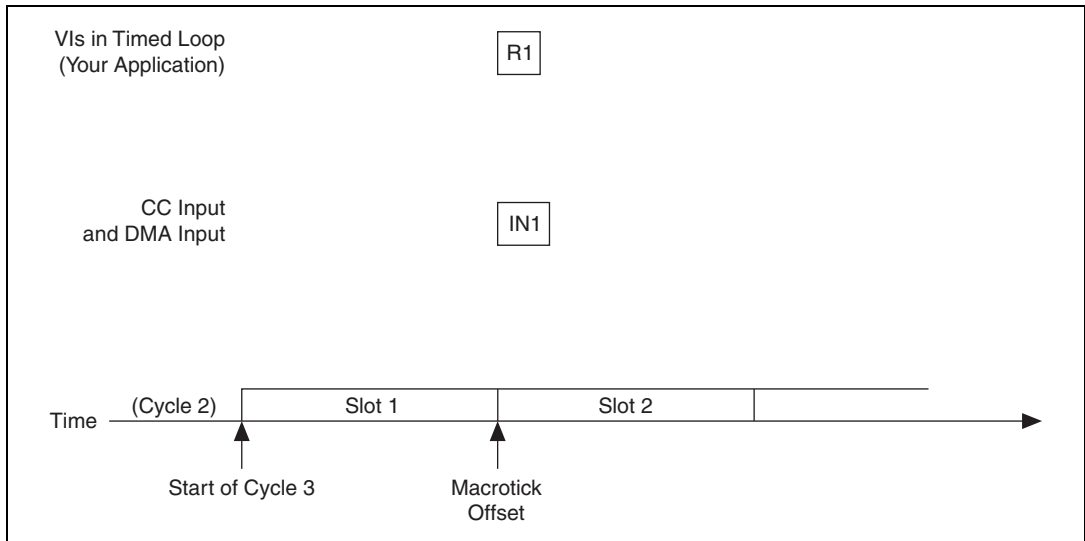 VIs in Timed Loop
(Your Application)
R1
CC Input
and DMA Input
IN1
Time
(Cycle 2)
Slot 1
Slot 2
Start of Cycle 3
Macrotick
Offset